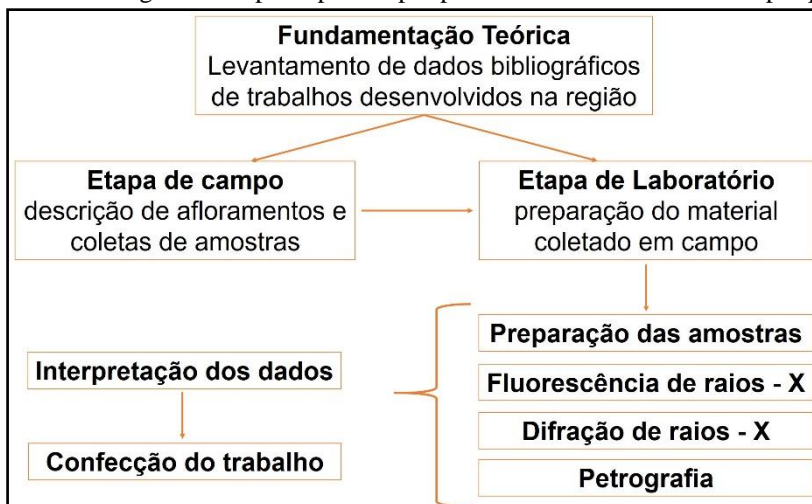 Fundamentação Teórica
Levantamento de dados bibliográficos
de trabalhos desenvolvidos na região
Etapa de campo
descrição de afloramentos e
coletas de amostras
Etapa de Laboratório
preparação do material
coletado em campo
Preparação das amostras
Fluorescência de raios - X
Difração de raios - X
Petrografia
Interpretação dos dados
Confecção do trabalho